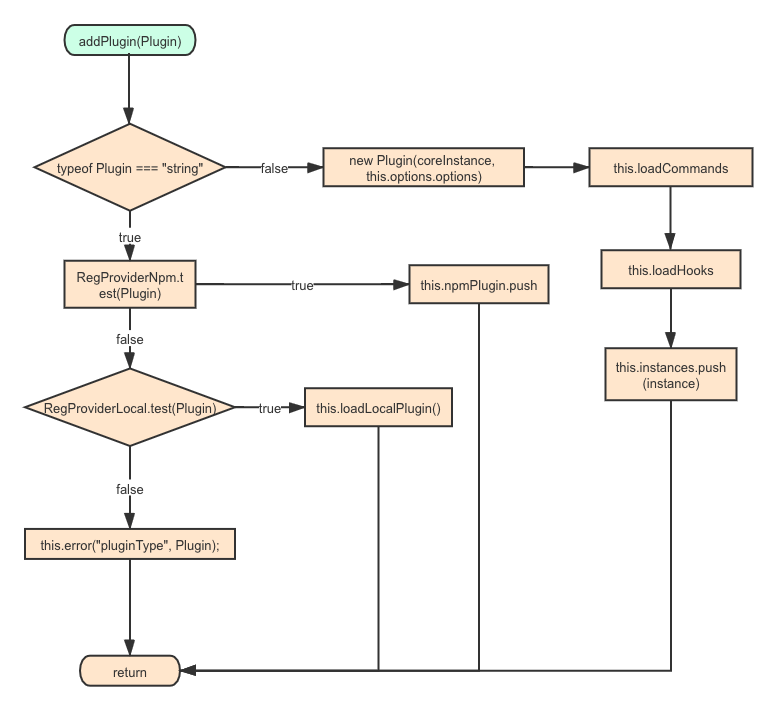 addPlugin(Plugin)
typeof Plugin === "string"
false
new Plugin(coreInstance,
this.options.options)
this.loadCommands
true
RegProviderNpm.t
est(Plugin)
true
this.npmPlugin.push
this.loadHooks
false
this.instances.push
(instance)
RegProviderLocal.test(Plugin)
true
this.loadLocalPlugin()
false
this.error("pluginType", Plugin);
return